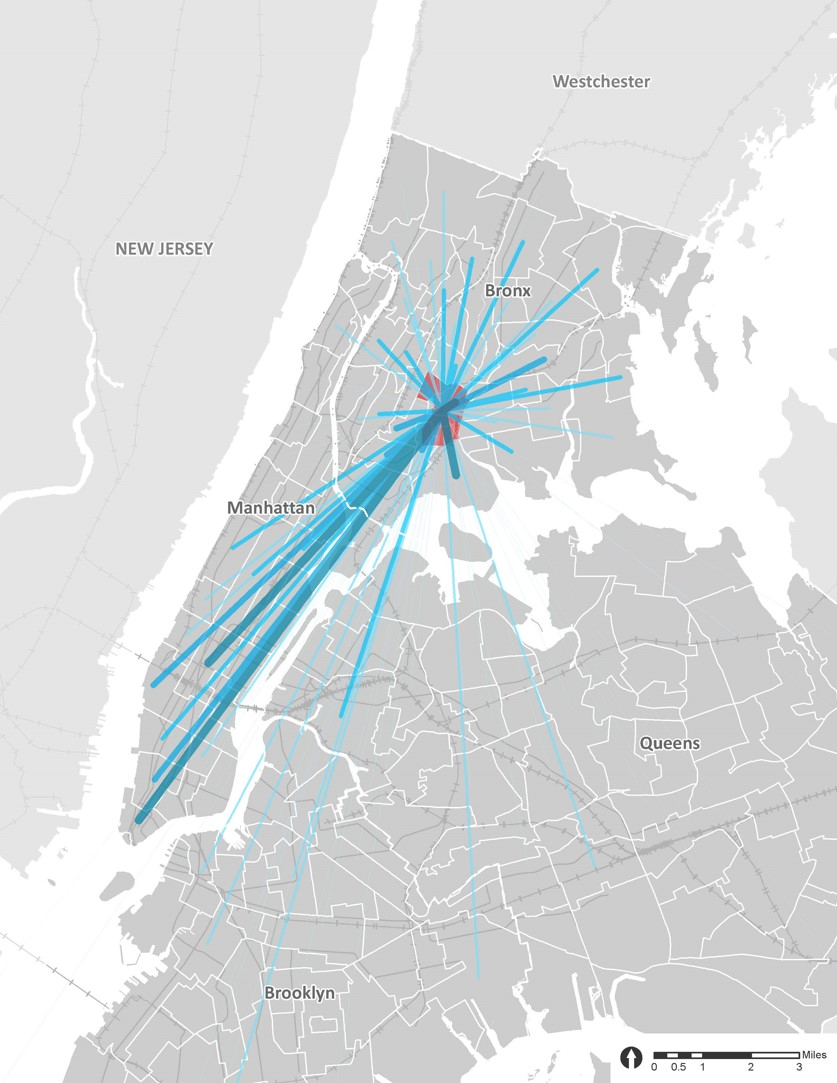 Westchester
NEW JERSEY
Bronx
Manhattan
Queens
Brooklyn
Miles
0 0.5 1 2 3